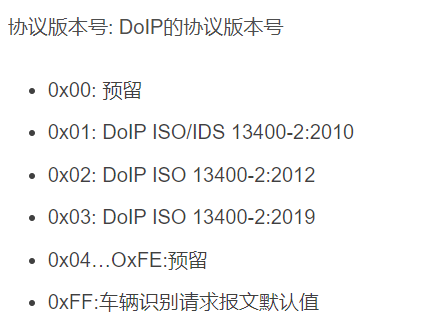 协议版本号: DoIP的协议版本号
• 0x00: 预留
• 0x01: DoIP ISO/IDS 13400-2:2010
• 0x02: DoIP ISO 13400-2:2012
• 0x03: DoIP ISO 13400-2:2019
• 0x04…OxFE:预留
• 0xFF:车辆识别请求报文默认值